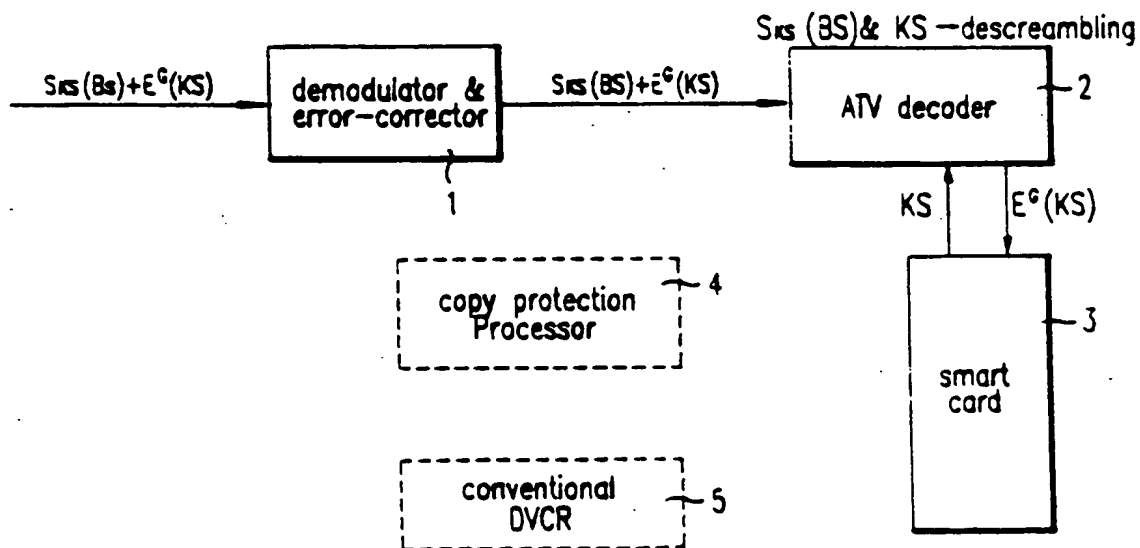 SKS (BS)& KS —descreambling
SKS(Bs)+E^G(KS)
demodulator &
error-corrector
1
SKS(BS)+E^G(KS)
ATV decoder
2
KS
E^G(KS)
copy protection
Processor
4
smart
card
3
conventional
DVCR
5